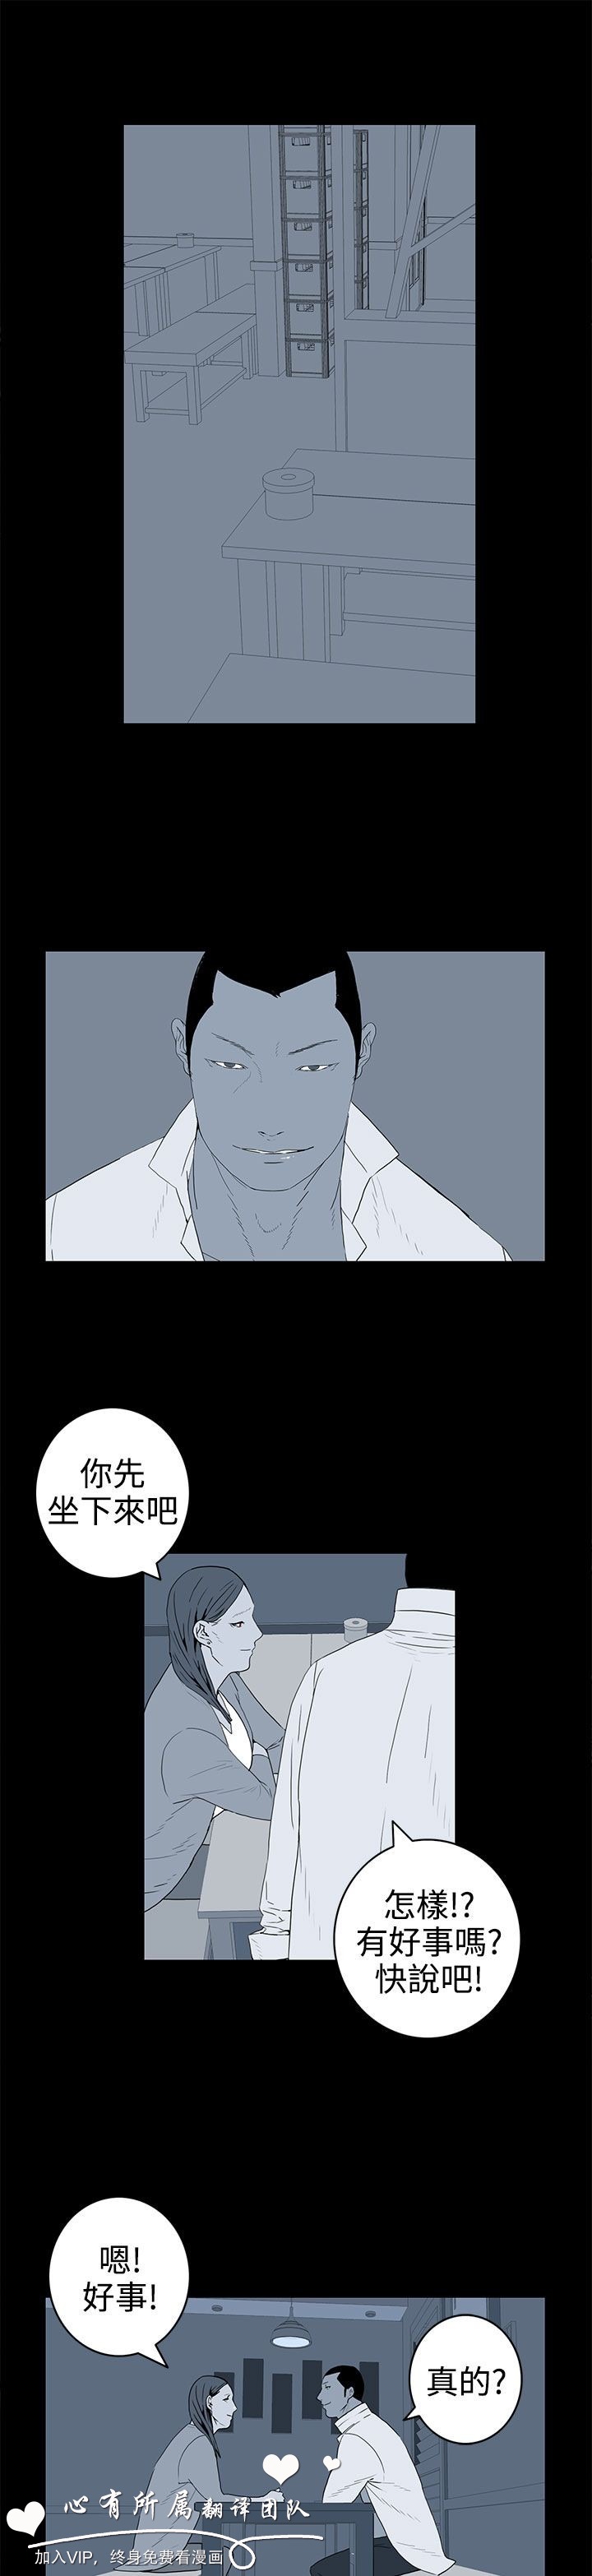 你先
坐下來吧
怎樣!?
有好事嗎?
快說吧!
嗯!
好事!
真的?
心有所属翻译团队
加入VIP，终身免费看漫画